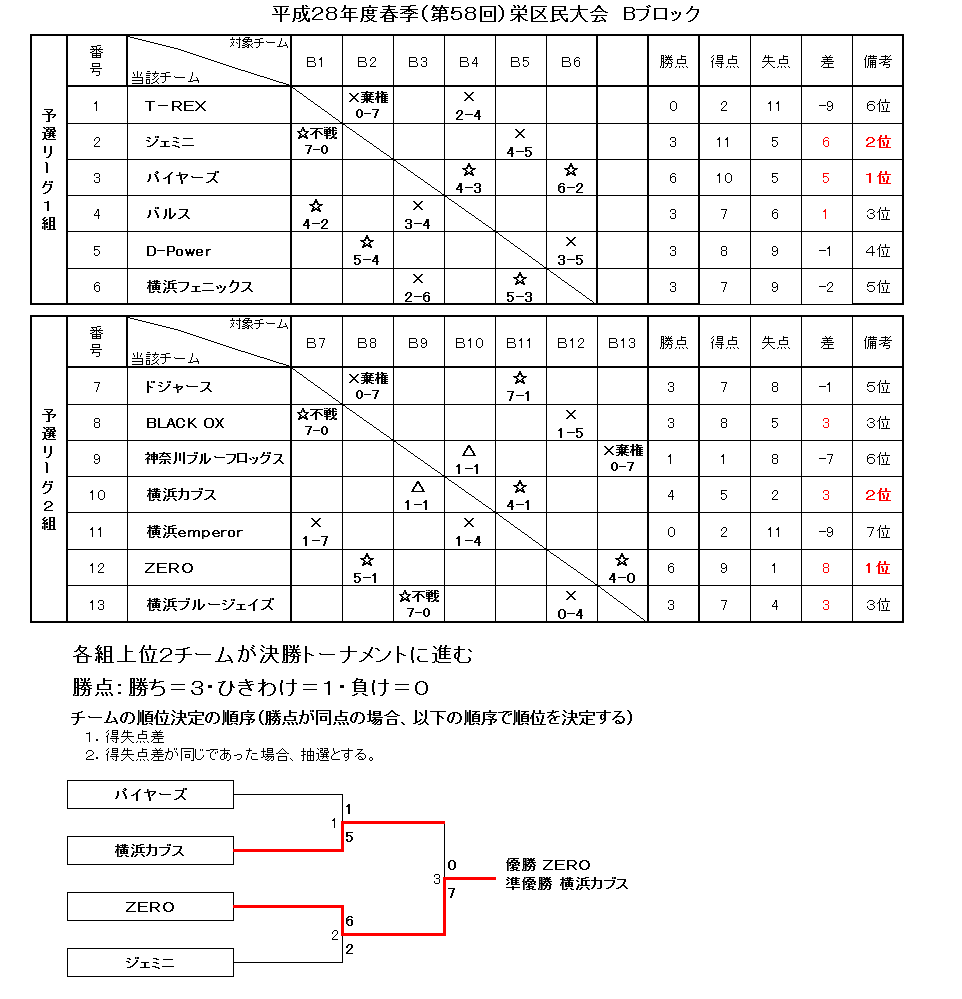 平成28年度春季(第58回)栄区民大会 Bブロック
予選リーグ1組
番号 対象チーム 当該チーム B1 B2 B3 B4 B5 B6 勝点 得点 失点 差 備考
1 T-REX ×棄権 0-7 × 2-4 0 2 11 -9 6位
2 ジェミニ ☆不戦 7-0 × 4-5 3 11 5 6 2位
3 バイヤーズ ☆ 4-3 ☆ 6-2 6 10 5 5 1位
4 バルス ☆ 4-2 × 3-4 3 7 6 1 3位
5 D-Power ☆ 5-4 × 3-5 3 8 9 -1 4位
6 横浜フェニックス × 2-6 ☆ 5-3 3 7 9 -2 5位
予選リーグ2組
番号 対象チーム 当該チーム B7 B8 B9 B10 B11 B12 B13 勝点 得点 失点 差 備考
7 ドジャース ×棄権 0-7 ☆ 7-1 3 7 8 -1 5位
8 BLACK OX ☆不戦 7-0 × 1-5 3 8 5 3 3位
9 神奈川ブルーフロッグス △ 1-1 ×棄権 0-7 1 1 8 -7 6位
10 横浜カブス △ 1-1 ☆ 4-1 4 5 2 3 2位
11 横浜emperor × 1-7 × 1-4 0 2 11 -9 7位
12 ZERO ☆ 5-1 ☆ 4-0 6 9 1 8 1位
13 横浜ブルージェイズ ☆不戦 7-0 × 0-4 3 7 4 3 3位
各組上位2チームが決勝トーナメントに進む
勝点:勝ち=3・ひきわけ=1・負け=0
チームの順位決定の順序(勝点が同点の場合、以下の順序で順位を決定する)
1. 得失点差
2. 得失点差が同じであった場合、抽選とする。
バイヤーズ
1
1
5
横浜カブス
0
優勝 ZERO
3
準優勝 横浜カブス
7
ZERO
6
2
2
ジェミニ